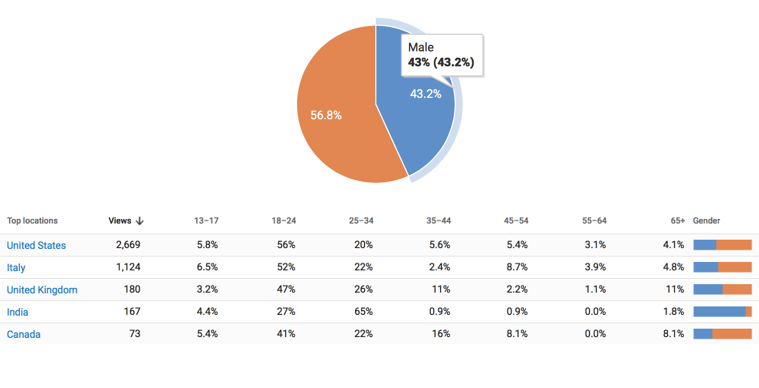 Male
43% (43.2%)
43.2%
56.8%
Top locations Views ↓ 13–17 18–24 25–34 35–44 45–54 55–64 65+ Gender
United States 2,669 5.8% 56% 20% 5.6% 5.4% 3.1% 4.1%
Italy 1,124 6.5% 52% 22% 2.4% 8.7% 3.9% 4.8%
United Kingdom 180 3.2% 47% 26% 11% 2.2% 1.1% 11%
India 167 4.4% 27% 65% 0.9% 0.9% 0.0% 1.8%
Canada 73 5.4% 41% 22% 16% 8.1% 0.0% 8.1%